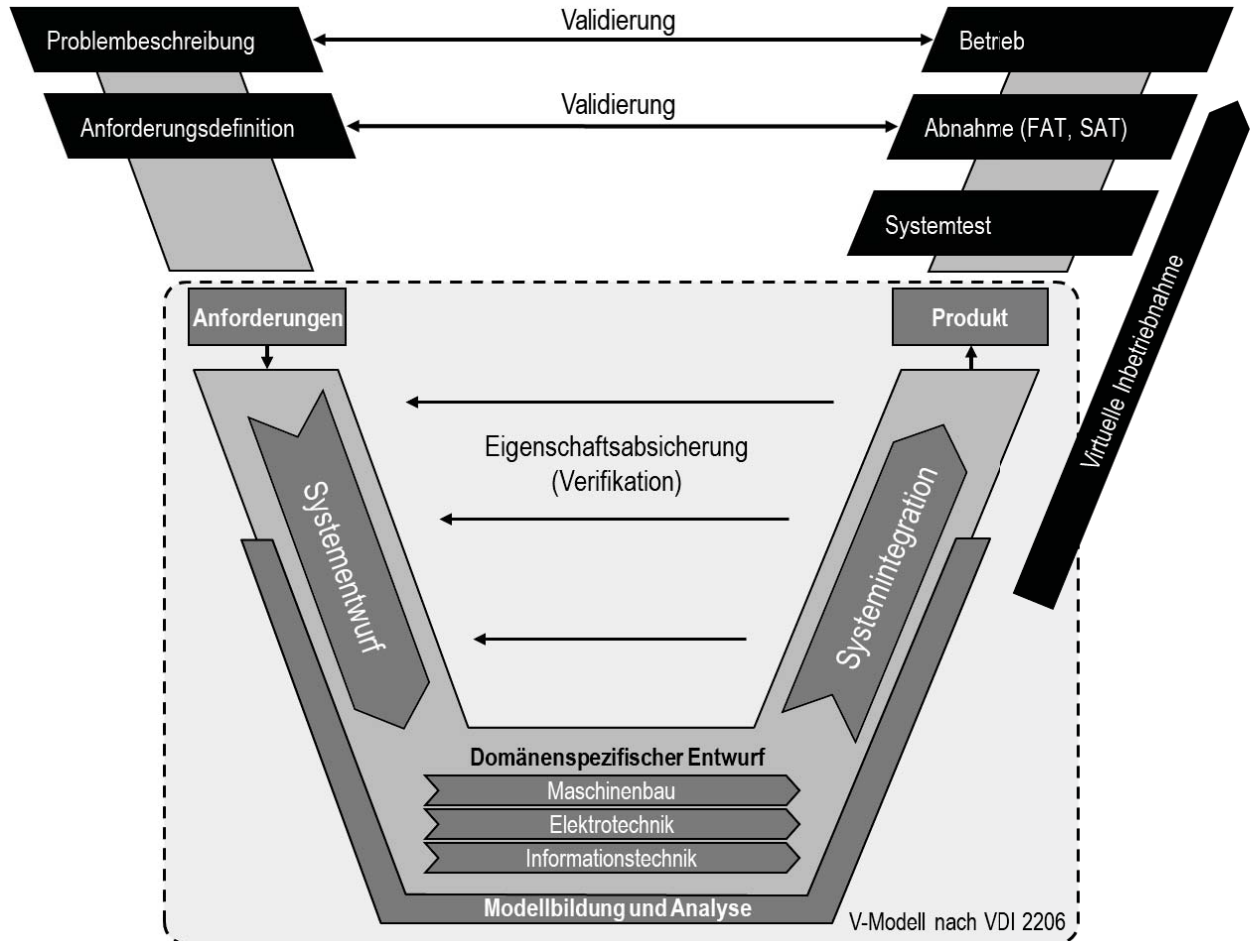 Problembeschreibung
Validierung
Betrieb
Anforderungsdefinition
Validierung
Abnahme (FAT, SAT)
Systemtest
Virtuelle Inbetriebnahme
Anforderungen
Produkt
Eigenschaftsabsicherung
(Verifikation)
Systementwurf
Systemintegration
Domänenspezifischer Entwurf
Maschinenbau
Elektrotechnik
Informationstechnik
Modellbildung und Analyse
V-Modell nach VDI 2206